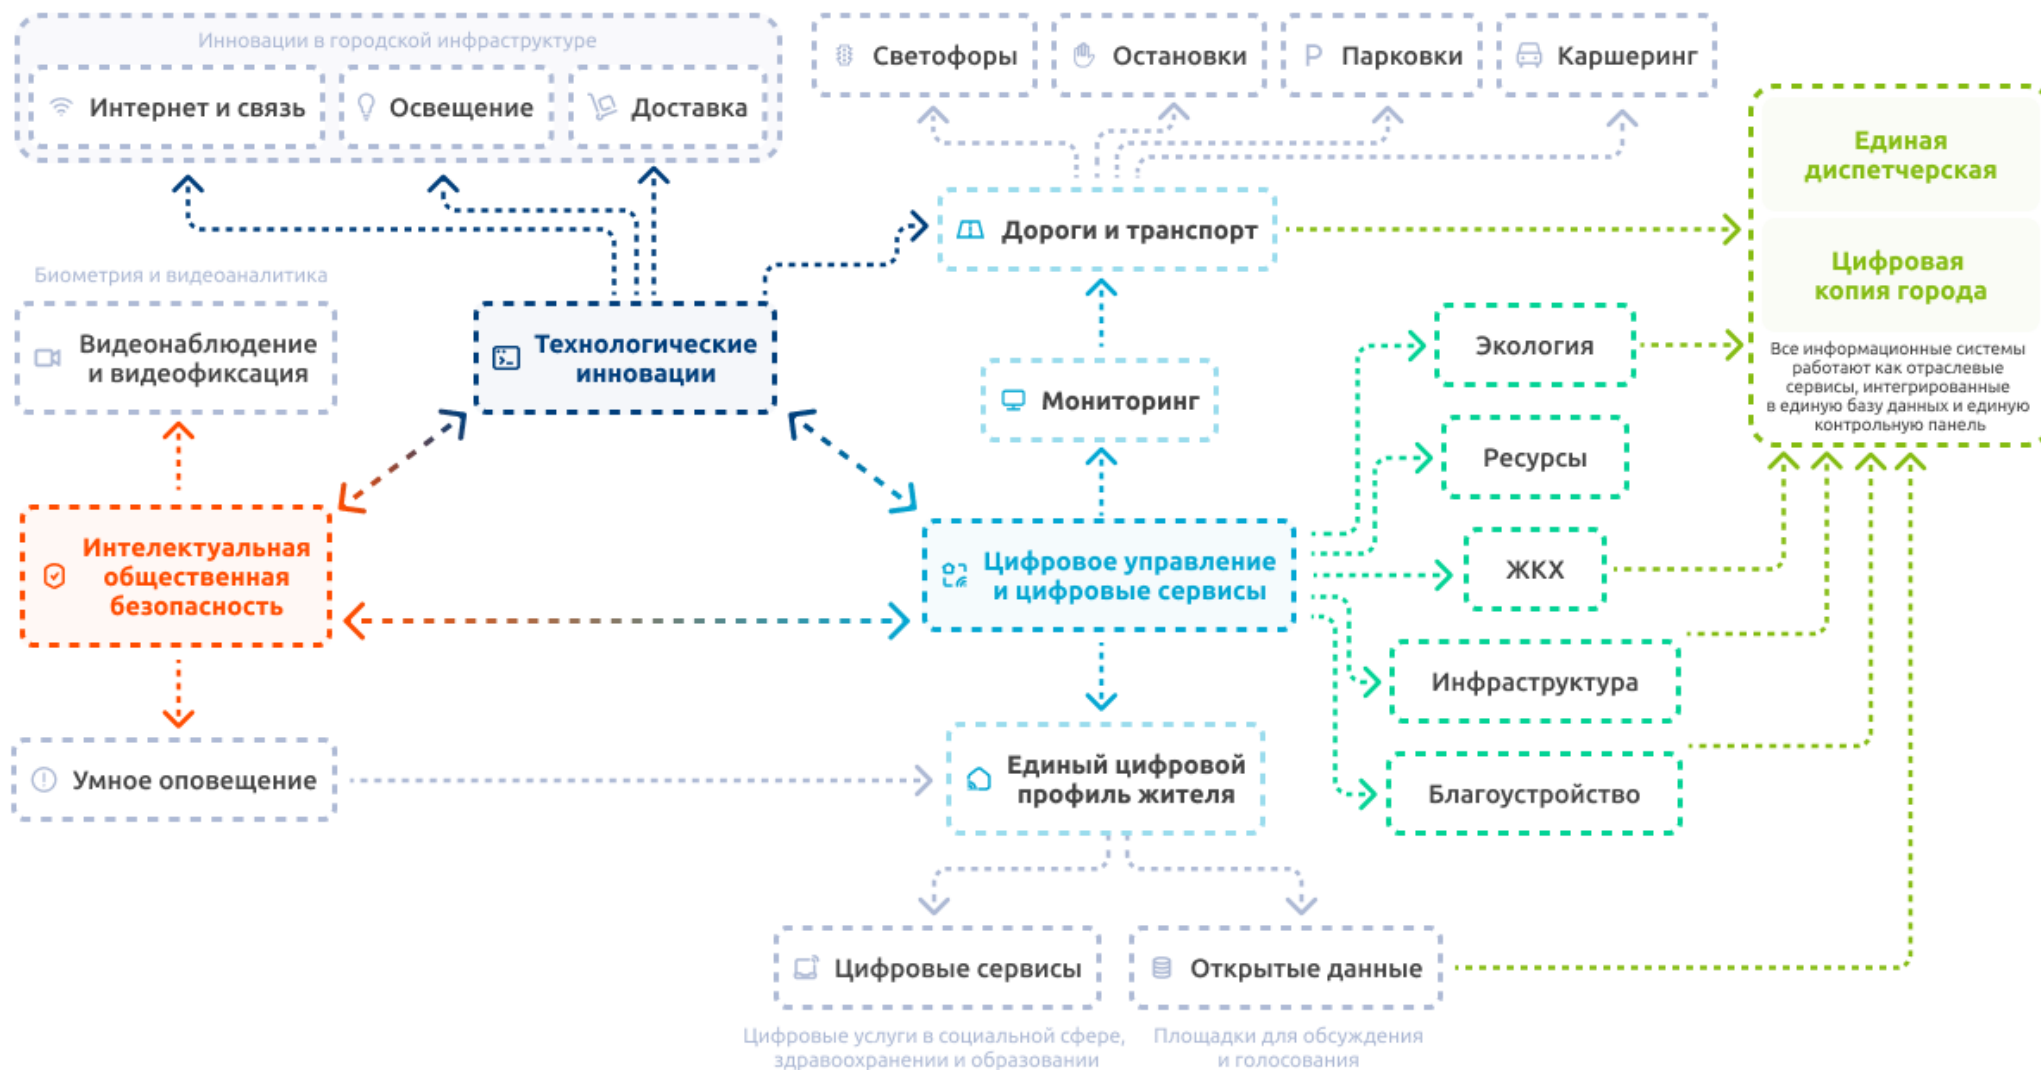 Инновации в городской инфраструктуре
Интернет и связь
Освещение
Доставка
Светофоры
Остановки
Парковки
Каршеринг
Единая
диспетчерская
Цифровая
копия города
Все информационные системы
работают как отраслевые
сервисы, интегрированные
в единую базу данных и единую
контрольную панель
Дороги и транспорт
Биометрия и видеоаналитика
Видеонаблюдение
и видеофиксация
Технологические
инновации
Мониторинг
Экология
Ресурсы
ЖКХ
Инфраструктура
Благоустройство
Интелектуальная
общественная
безопасность
Цифровое управление
и цифровые сервисы
Умное оповещение
Единый цифровой
профиль жителя
Цифровые сервисы
Открытые данные
Цифровые услуги в социальной сфере,
здравоохранении и образовании
Площадки для обсуждения
и голосования